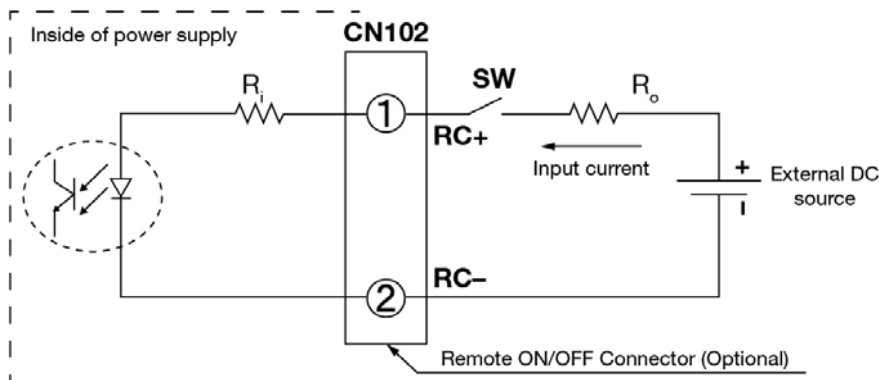 Inside of power supply
CN102
Ri
1
SW
Ro
RC+
Input current
+
External DC
source
2
RC–
Remote ON/OFF Connector (Optional)